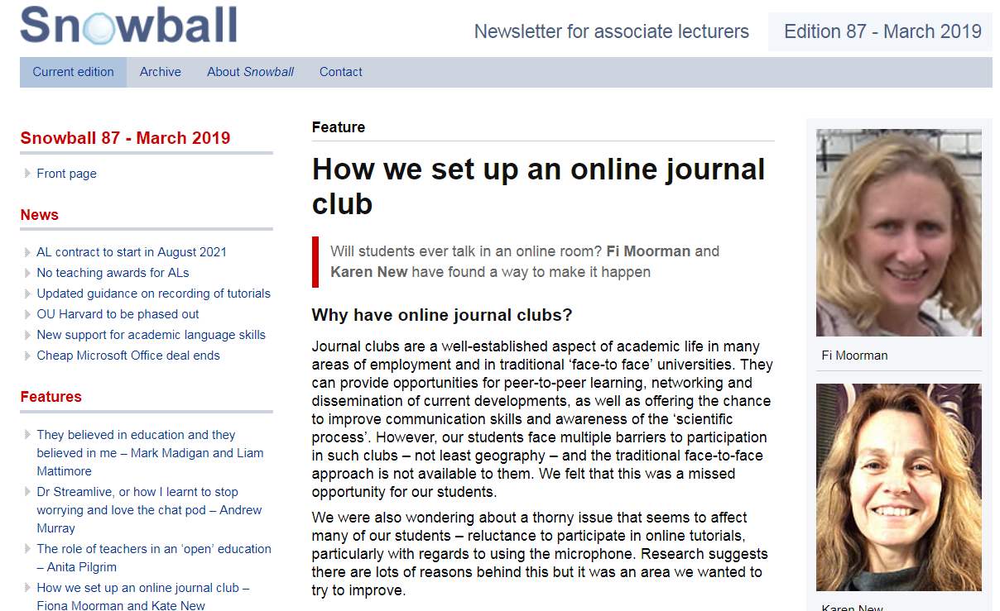 Snowball
Newsletter for associate lecturers
Edition 87 - March 2019
Current edition
Archive
About Snowball
Contact
Snowball 87 - March 2019
Front page
News
AL contract to start in August 2021
No teaching awards for ALs
Updated guidance on recording of tutorials
OU Harvard to be phased out
New support for academic language skills
Cheap Microsoft Office deal ends
Features
They believed in education and they
believed in me – Mark Madigan and Liam
Mattimore
Dr Streamlive, or how I learnt to stop
worrying and love the chat pod – Andrew
Murray
The role of teachers in an ‘open’ education
– Anita Pilgrim
How we set up an online journal club –
Fiona Moorman and Kate New
Feature
How we set up an online journal
club
Will students ever talk in an online room? Fi Moorman and
Karen New have found a way to make it happen
Why have online journal clubs?
Journal clubs are a well-established aspect of academic life in many
areas of employment and in traditional ‘face-to face’ universities. They
can provide opportunities for peer-to-peer learning, networking and
dissemination of current developments, as well as offering the chance
to improve communication skills and awareness of the ‘scientific
process’. However, our students face multiple barriers to participation
in such clubs – not least geography – and the traditional face-to-face
approach is not available to them. We felt that this was a missed
opportunity for our students.
We were also wondering about a thorny issue that seems to affect
many of our students – reluctance to participate in online tutorials,
particularly with regards to using the microphone. Research suggests
there are lots of reasons behind this but it was an area we wanted to
try to improve.
Fi Moorman
Karen New